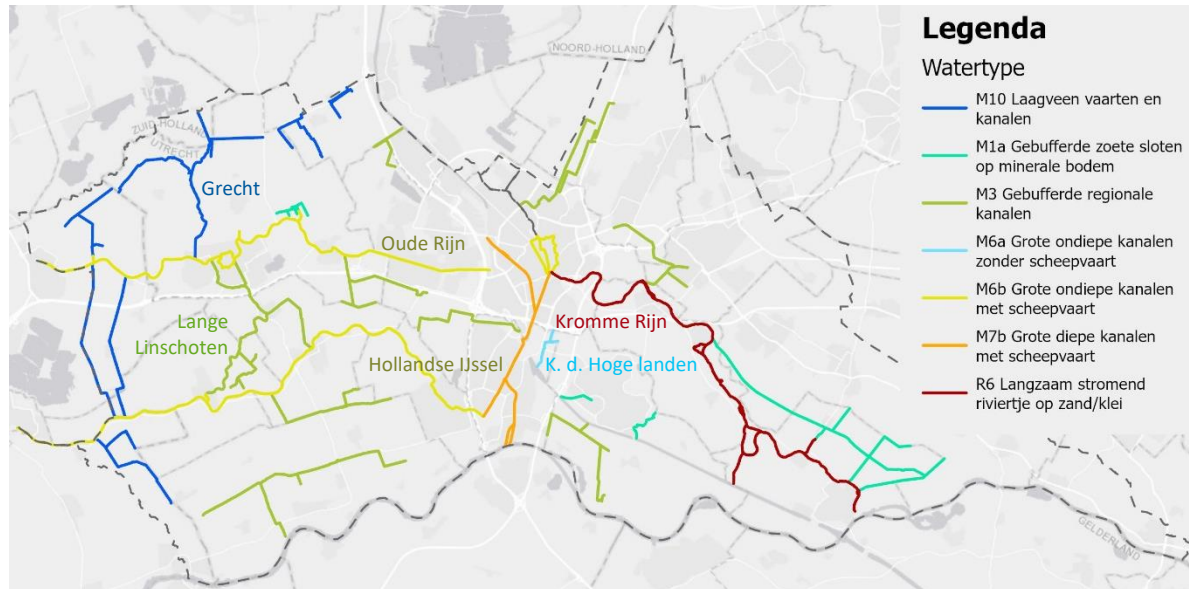 Legenda
Watertype
M10 Laagveen vaarten en
kanalen
M1a Gebufferde zoete sloten
op minerale bodem
M3 Gebufferde regionale
kanalen
M6a Grote ondiepe kanalen
zonder scheepvaart
M6b Grote ondiepe kanalen
met scheepvaart
M7b Grote diepe kanalen
met scheepvaart
R6 Langzaam stromend
riviertje op zand/klei
NOORD-HOLLAND
ZUID-HOLLAND
UTRECHT
Grecht
Oude Rijn
Lange
Linschoten
Kromme Rijn
Hollandse IJssel
K. d. Hoge landen
GELDERLAND